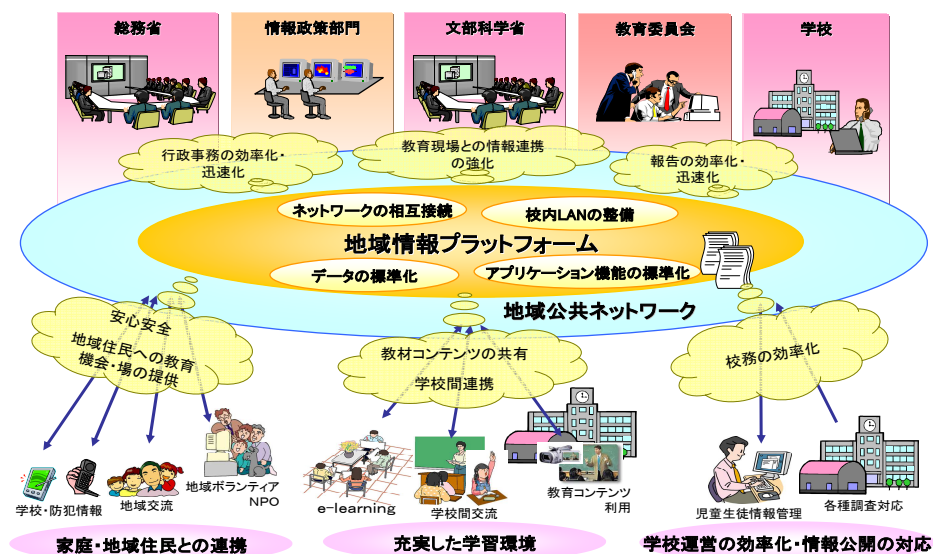 総務省
情報政策部門
文部科学省
教育委員会
学校
行政事務の効率化・
迅速化
教育現場との情報連携
の強化
報告の効率化・
迅速化
ネットワークの相互接続
校内LANの整備
地域情報プラットフォーム
データの標準化
アプリケーション機能の標準化
地域公共ネットワーク
安心安全
地域住民への教育
機会・場の提供
教材コンテンツの共有
学校間連携
校務の効率化
学校・防犯情報
地域交流
地域ボランティア
NPO
e-learning
学校間交流
教育コンテンツ
利用
児童生徒情報管理
各種調査対応
家庭・地域住民との連携
充実した学習環境
学校運営の効率化・情報公開の対応